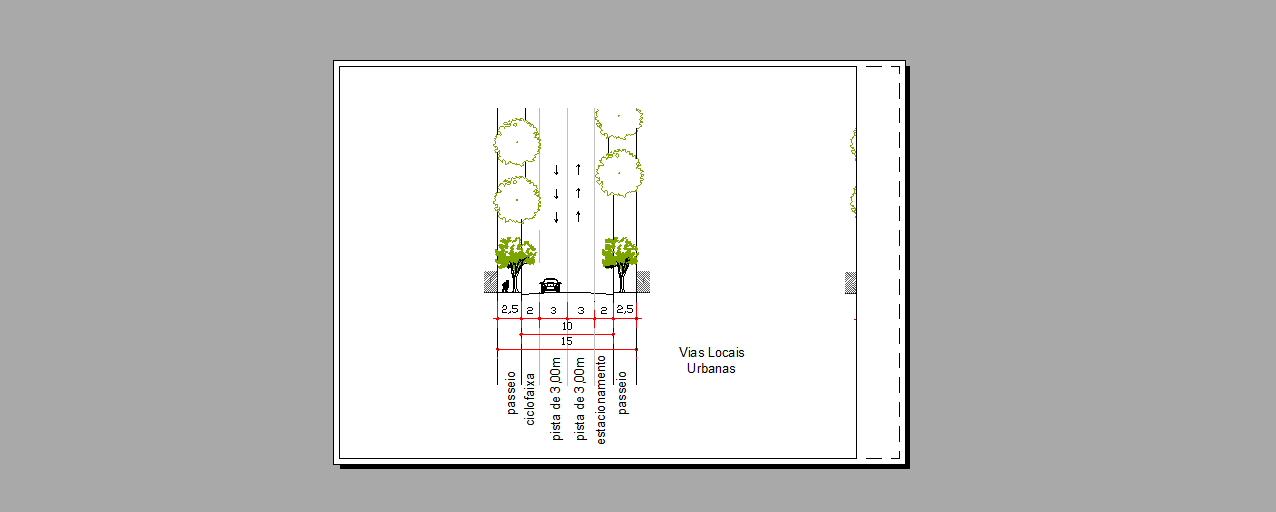 2,5 2 3 3 2 2,5
10
15
Vias Locais
Urbanas
passeio
ciclofaixa
pista de 3,00m
pista de 3,00m
estacionamento
passeio